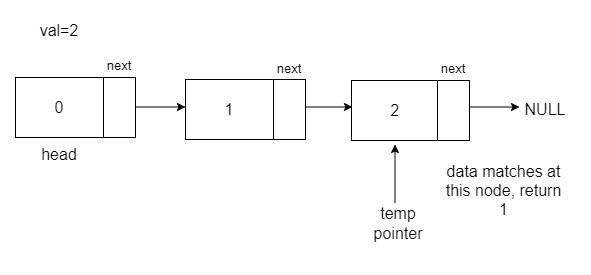 val=2
next
next
next
0
1
2
NULL
head
data matches at
this node, return
1
temp
pointer